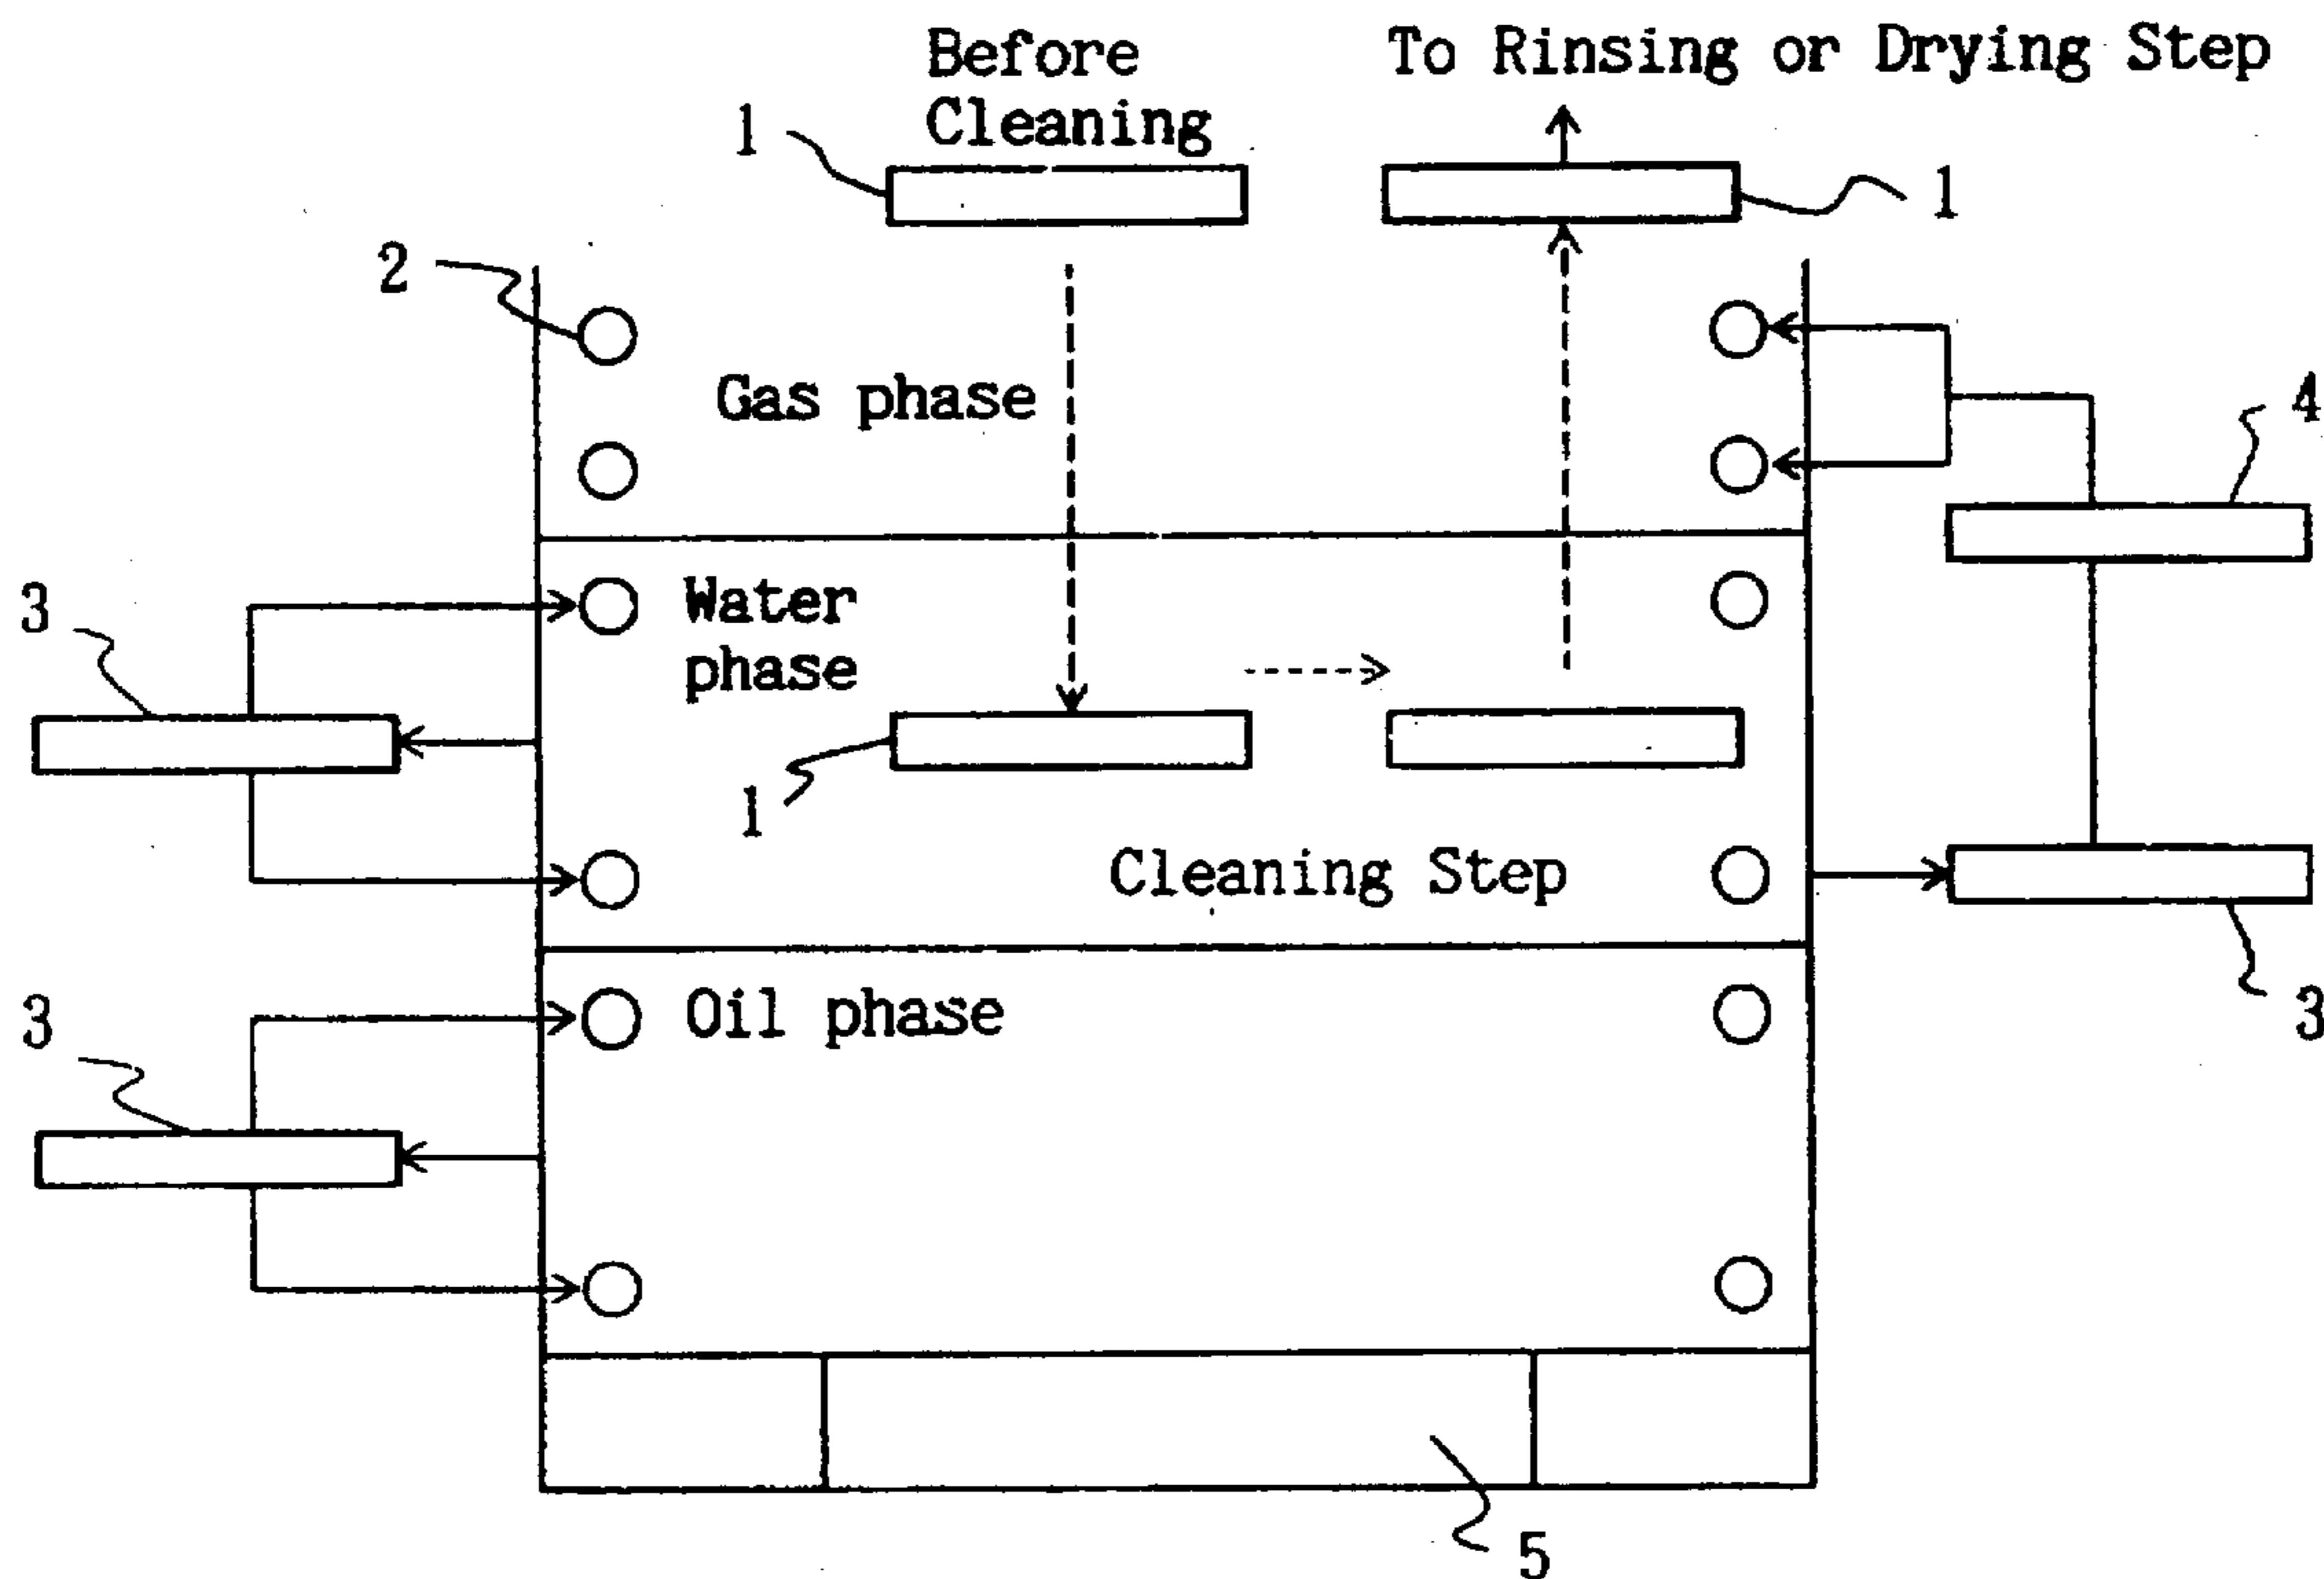 Before
Cleaning
To Rinsing or Drying Step
1
1
2
Gas phase
4
3
Water
phase
1
Cleaning Step
3
Oil phase
3
5